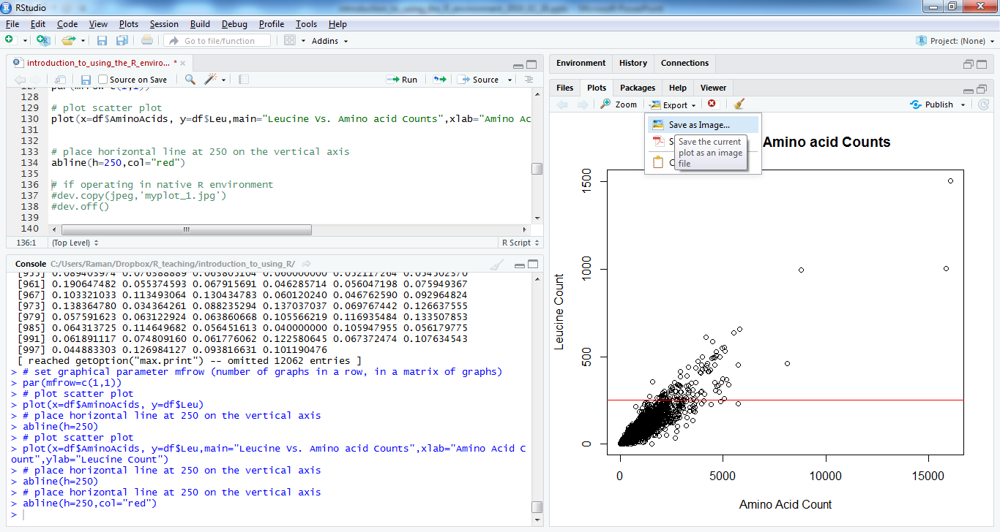 RStudio
File Edit Code View Plots Session Build Debug Profile Tools Help
Go to file/function
Addins
Project: (None)
introduction_to_using_the_R_enviro... *
Source on Save
Run
Source
127 par(mfrow=c(1,1))
128
129 # plot scatter plot
130 plot(x=df$AminoAcids, y=df$Leu,main="Leucine Vs. Amino acid Counts",xlab="Amino Ac
131
132
133 # place horizontal line at 250 on the vertical axis
134 abline(h=250,col="red")
135
136 # if operating in native R environment
137 #dev.copy(jpeg,'myplot_1.jpg')
138 #dev.off()
139
140
136:1 (Top Level) R Script
Console C:/Users/Raman/Dropbox/R_teaching/introduction_to_using_R/
[955] 0.089403974 0.076388889 0.063805104 0.060000000 0.052117264 0.054502370
[961] 0.190647482 0.055374593 0.067915691 0.046285714 0.056047198 0.075949367
[967] 0.103321033 0.113493064 0.130434783 0.060120240 0.046762590 0.092964824
[973] 0.138364780 0.034364261 0.088235294 0.137037037 0.069767442 0.126637555
[979] 0.057591623 0.063122924 0.063860668 0.105566219 0.116935484 0.133507853
[985] 0.064313725 0.114649682 0.056451613 0.040000000 0.105947955 0.056179775
[991] 0.061891117 0.074809160 0.061776062 0.122580645 0.067372474 0.107634543
[997] 0.044883303 0.126984127 0.093816631 0.101190476
[ reached getOption("max.print") -- omitted 12062 entries ]
> # set graphical parameter mfrow (number of graphs in a row, in a matrix of graphs)
> par(mfrow=c(1,1))
> # plot scatter plot
> plot(x=df$AminoAcids, y=df$Leu)
> # place horizontal line at 250 on the vertical axis
> abline(h=250)
> # plot scatter plot
> plot(x=df$AminoAcids, y=df$Leu,main="Leucine Vs. Amino acid Counts",xlab="Amino Acid C
ount",ylab="Leucine Count")
> # place horizontal line at 250 on the vertical axis
> abline(h=250)
> # place horizontal line at 250 on the vertical axis
> abline(h=250,col="red")
>
Environment History Connections
Files Plots Packages Help Viewer
Zoom Export Publish
Save as Image...
Save the current
plot as an image
file
Amino acid Counts
Leucine Count
1500
1000
500
0
0 5000 10000 15000
Amino Acid Count